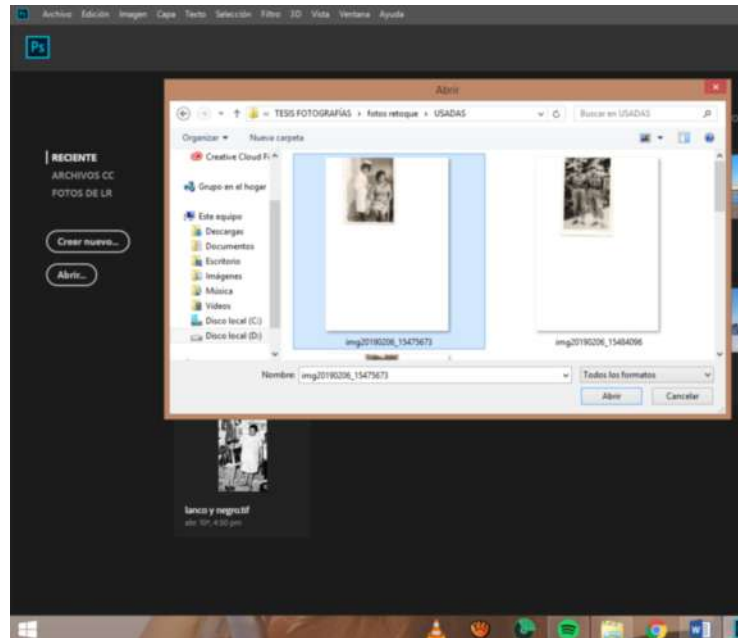 Archivo Edición Imagen Capa Texto Selección Filtro 3D Vista Ventana Ayuda
Ps
Abrir
TESIS FOTOGRAFÍAS › fotos retoque › USADAS
Buscar en USADAS
Organizar
Nueva carpeta
Creative Cloud Fi
Grupo en el hogar
Este equipo
Descargas
Documentos
Escritorio
Imágenes
Música
Vídeos
Disco local (C:)
Disco local (D:)
img20190206_15475673
img20190206_15484096
Nombre: img20190206_15475673
Todos los formatos
Abrir
Cancelar
RECIENTE
ARCHIVOS CC
FOTOS DE LR
Crear nuevo...
Abrir...
lanco y negro.tif